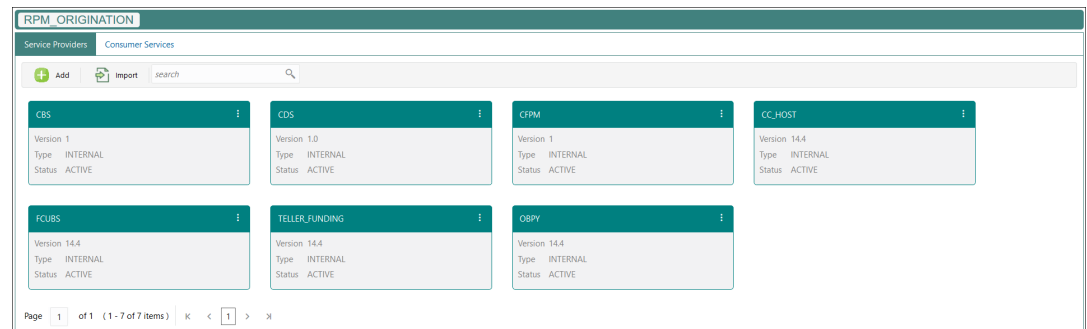 RPM_ORIGINATION
Service Providers Consumer Services
Add Import search
CBS CDS CFPM CC_HOST
Version 1 Version 1.0 Version 1 Version 14.4
Type INTERNAL Type INTERNAL Type INTERNAL Type INTERNAL
Status ACTIVE Status ACTIVE Status ACTIVE Status ACTIVE
FCUBS TELLER_FUNDING OBPY
Version 14.4 Version 14.4 Version 14.4
Type INTERNAL Type INTERNAL Type INTERNAL
Status ACTIVE Status ACTIVE Status ACTIVE
Page 1 of 1 (1 - 7 of 7 items) 1